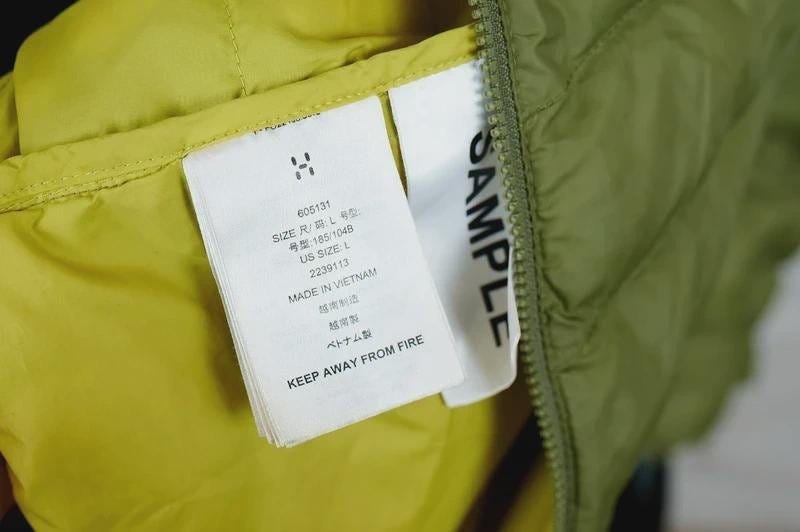 605131
SIZE 尺/ 码: L 号型:
号型:185/104B
US SIZE: L
2239113
MADE IN VIETNAM
越南制造
越南製
ベトナム製
KEEP AWAY FROM FIRE
SAMPLE